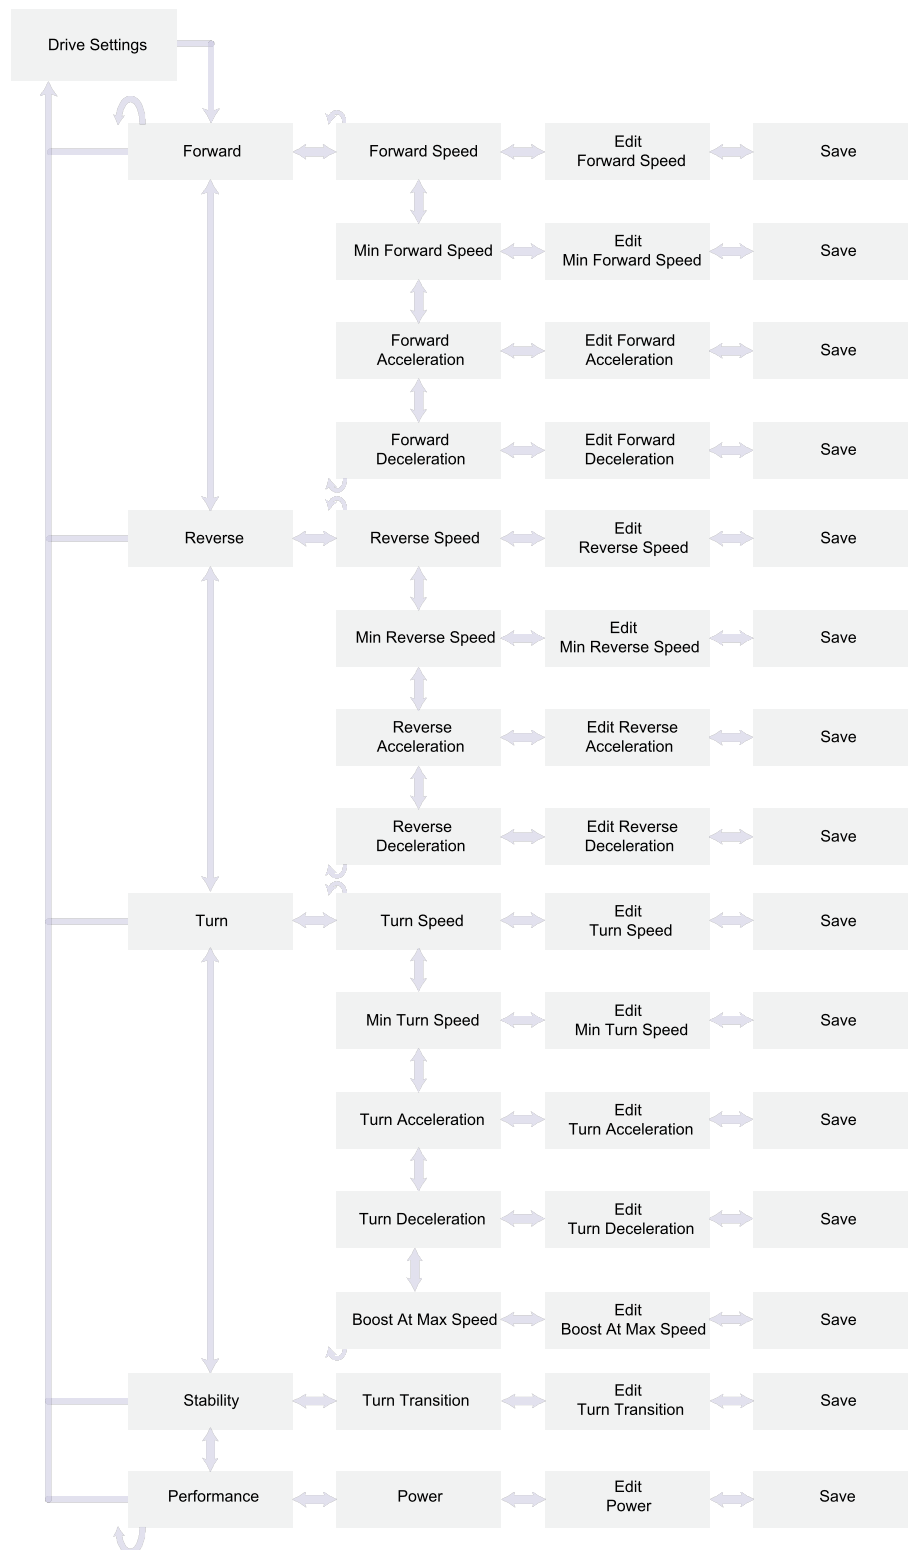 Drive Settings
Forward
Forward Speed
Edit
Forward Speed
Save
Min Forward Speed
Edit
Min Forward Speed
Save
Forward
Acceleration
Edit Forward
Acceleration
Save
Forward
Deceleration
Edit Forward
Deceleration
Save
Reverse
Reverse Speed
Edit
Reverse Speed
Save
Min Reverse Speed
Edit
Min Reverse Speed
Save
Reverse
Acceleration
Edit Reverse
Acceleration
Save
Reverse
Deceleration
Edit Reverse
Deceleration
Save
Turn
Turn Speed
Edit
Turn Speed
Save
Min Turn Speed
Edit
Min Turn Speed
Save
Turn Acceleration
Edit
Turn Acceleration
Save
Turn Deceleration
Edit
Turn Deceleration
Save
Boost At Max Speed
Edit
Boost At Max Speed
Save
Stability
Turn Transition
Edit
Turn Transition
Save
Performance
Power
Edit
Power
Save